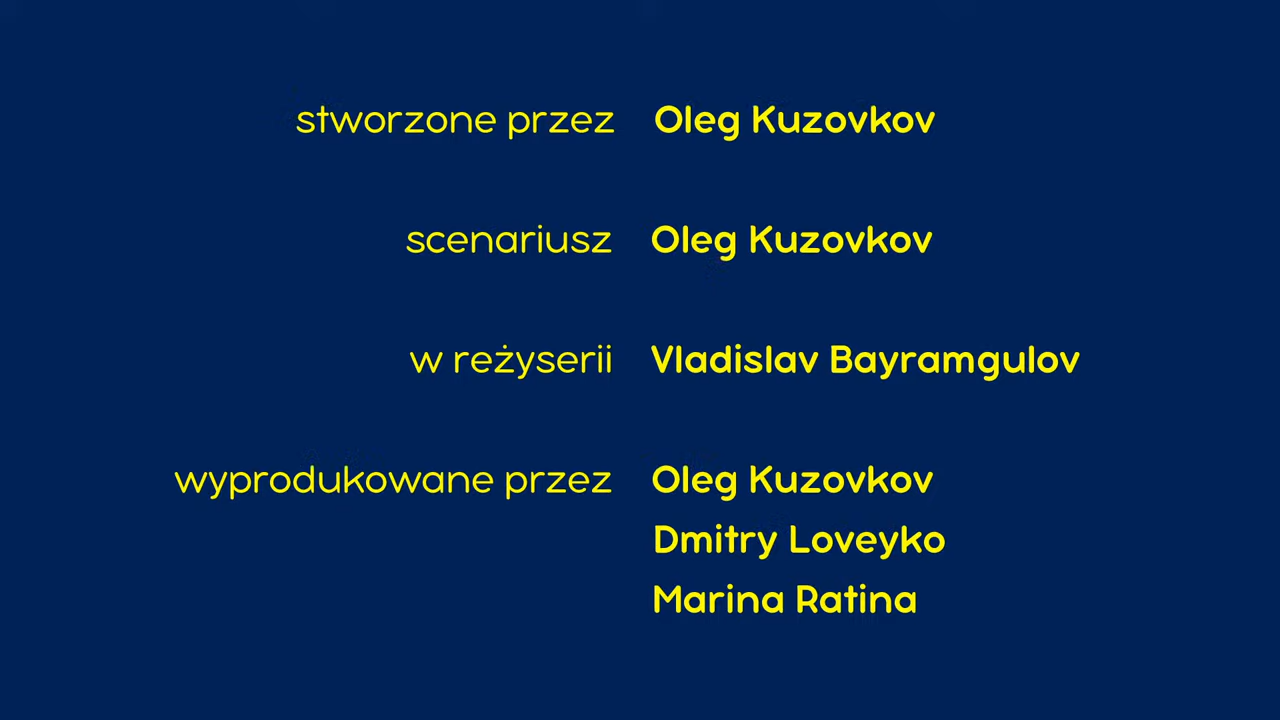 stworzone przez Oleg Kuzovkov
scenariusz Oleg Kuzovkov
w reżyserii Vladislav Bayramgulov
wyprodukowane przez Oleg Kuzovkov
Dmitry Loveyko
Marina Ratina